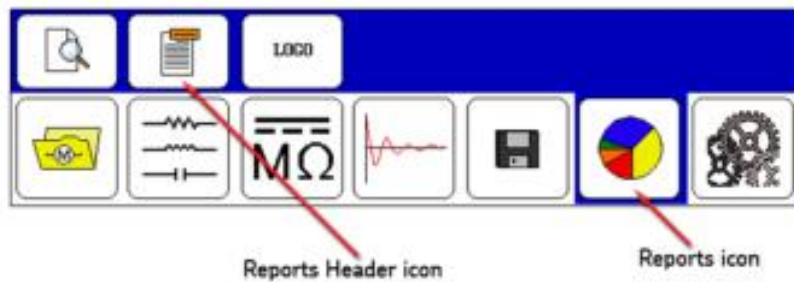 LOGO
M
MΩ
Reports Header icon
Reports icon